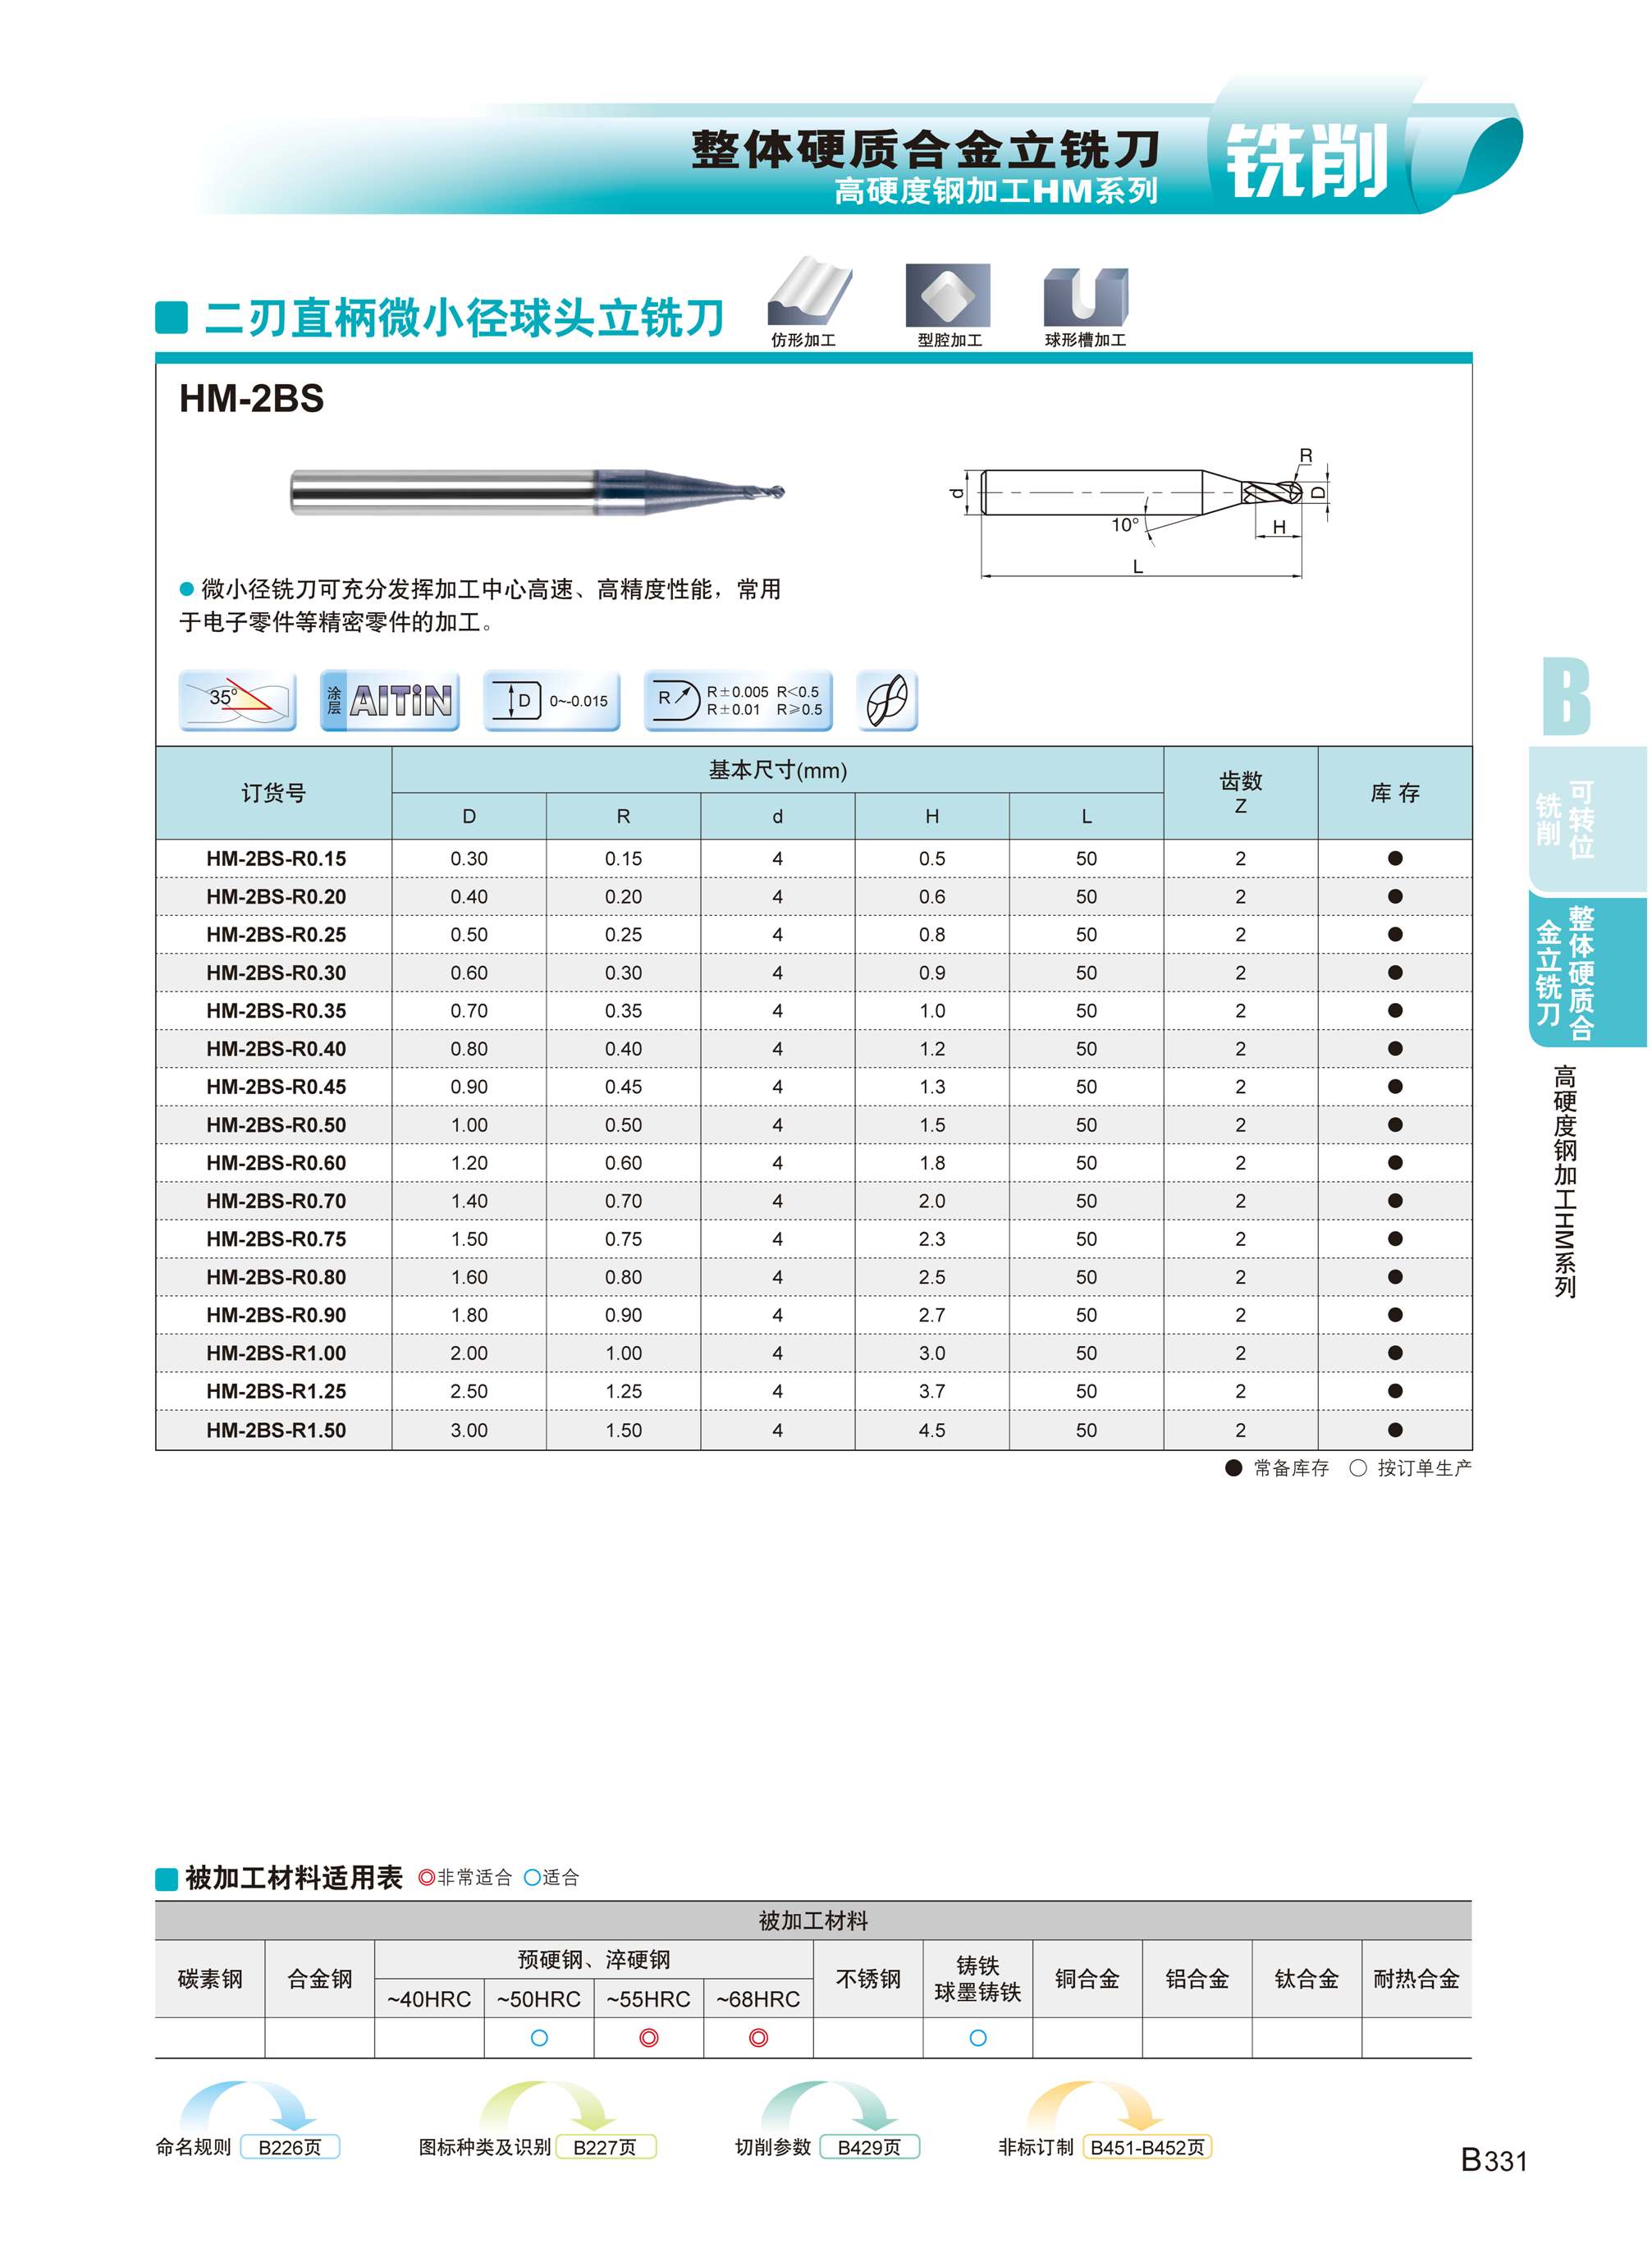 整体硬质合金立铣刀
高硬度钢加工HM系列
铣削
二刃直柄微小径球头立铣刀
仿形加工
型腔加工
球形槽加工
HM-2BS
R
d
D
10°
H
L
● 微小径铣刀可充分发挥加工中心高速、高精度性能，常用
于电子零件等精密零件的加工。
35°
涂层 AlTiN
D 0~-0.015
R R±0.005 R<0.5
R±0.01 R≥0.5
订货号 基本尺寸(mm) 齿数 Z 库 存
D R d H L
HM-2BS-R0.15 0.30 0.15 4 0.5 50 2 ●
HM-2BS-R0.20 0.40 0.20 4 0.6 50 2 ●
HM-2BS-R0.25 0.50 0.25 4 0.8 50 2 ●
HM-2BS-R0.30 0.60 0.30 4 0.9 50 2 ●
HM-2BS-R0.35 0.70 0.35 4 1.0 50 2 ●
HM-2BS-R0.40 0.80 0.40 4 1.2 50 2 ●
HM-2BS-R0.45 0.90 0.45 4 1.3 50 2 ●
HM-2BS-R0.50 1.00 0.50 4 1.5 50 2 ●
HM-2BS-R0.60 1.20 0.60 4 1.8 50 2 ●
HM-2BS-R0.70 1.40 0.70 4 2.0 50 2 ●
HM-2BS-R0.75 1.50 0.75 4 2.3 50 2 ●
HM-2BS-R0.80 1.60 0.80 4 2.5 50 2 ●
HM-2BS-R0.90 1.80 0.90 4 2.7 50 2 ●
HM-2BS-R1.00 2.00 1.00 4 3.0 50 2 ●
HM-2BS-R1.25 2.50 1.25 4 3.7 50 2 ●
HM-2BS-R1.50 3.00 1.50 4 4.5 50 2 ●
● 常备库存 ○ 按订单生产
B
可转位
铣削
整体硬质合
金立铣刀
高硬度钢加工HM系列
被加工材料适用表 ◎非常适合 ○适合
被加工材料
碳素钢 合金钢 预硬钢、淬硬钢 不锈钢 铸铁 球墨铸铁 铜合金 铝合金 钛合金 耐热合金
~40HRC ~50HRC ~55HRC ~68HRC
○ ◎ ◎ ○
命名规则 B226页
图标种类及识别 B227页
切削参数 B429页
非标订制 B451-B452页
B331